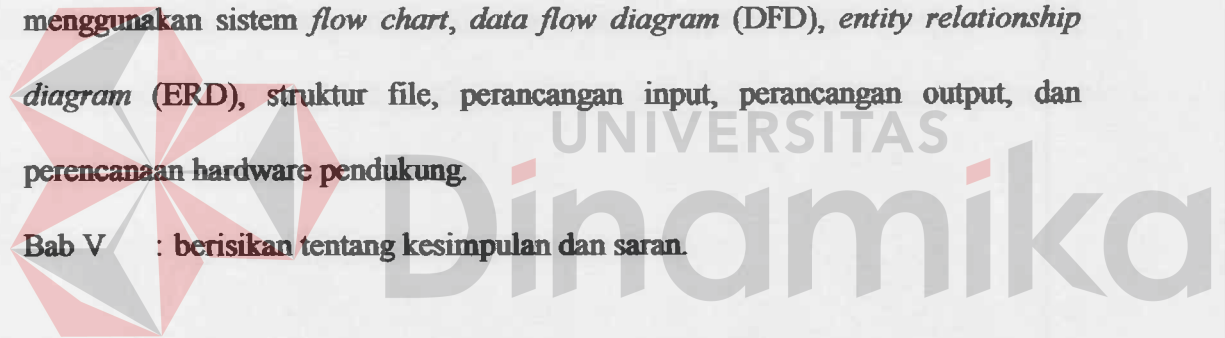 menggunakan sistem flow chart, data flow diagram (DFD), entity relationship
diagram (ERD), struktur file, perancangan input, perancangan output, dan
UNIVERSITAS
perencanaan hardware pendukung.
Dinamika
Bab V : berisikan tentang kesimpulan dan saran.